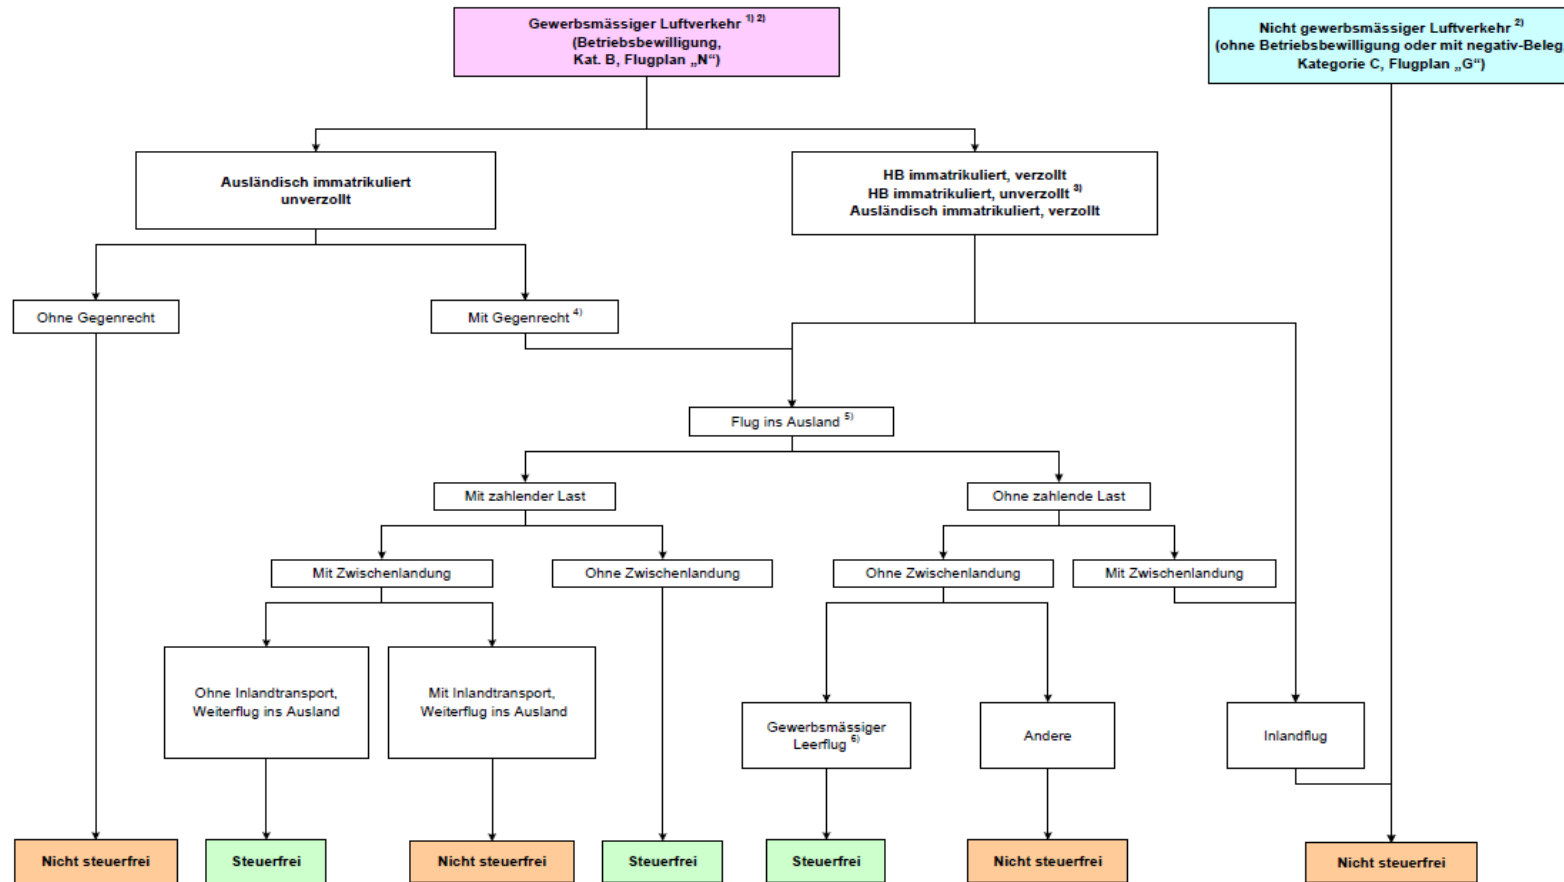 Gewerbsmässiger Luftverkehr 1) 2)
(Betriebsbewilligung,
Kat. B, Flugplan „N“)
Nicht gewerbsmässiger Luftverkehr 2)
(ohne Betriebsbewilligung oder mit negativ-Beleg,
Kategorie C, Flugplan „G“)
Ausländisch immatrikuliert
unverzollt
HB immatrikuliert, verzollt
HB immatrikuliert, unverzollt 3)
Ausländisch immatrikuliert, verzollt
Ohne Gegenrecht
Mit Gegenrecht 4)
Flug ins Ausland 5)
Mit zahlender Last
Ohne zahlende Last
Mit Zwischenlandung
Ohne Zwischenlandung
Ohne Zwischenlandung
Mit Zwischenlandung
Ohne Inlandtransport,
Weiterflug ins Ausland
Mit Inlandtransport,
Weiterflug ins Ausland
Gewerbsmässiger
Leerflug 6)
Andere
Inlandflug
Nicht steuerfrei
Steuerfrei
Nicht steuerfrei
Steuerfrei
Steuerfrei
Nicht steuerfrei
Nicht steuerfrei